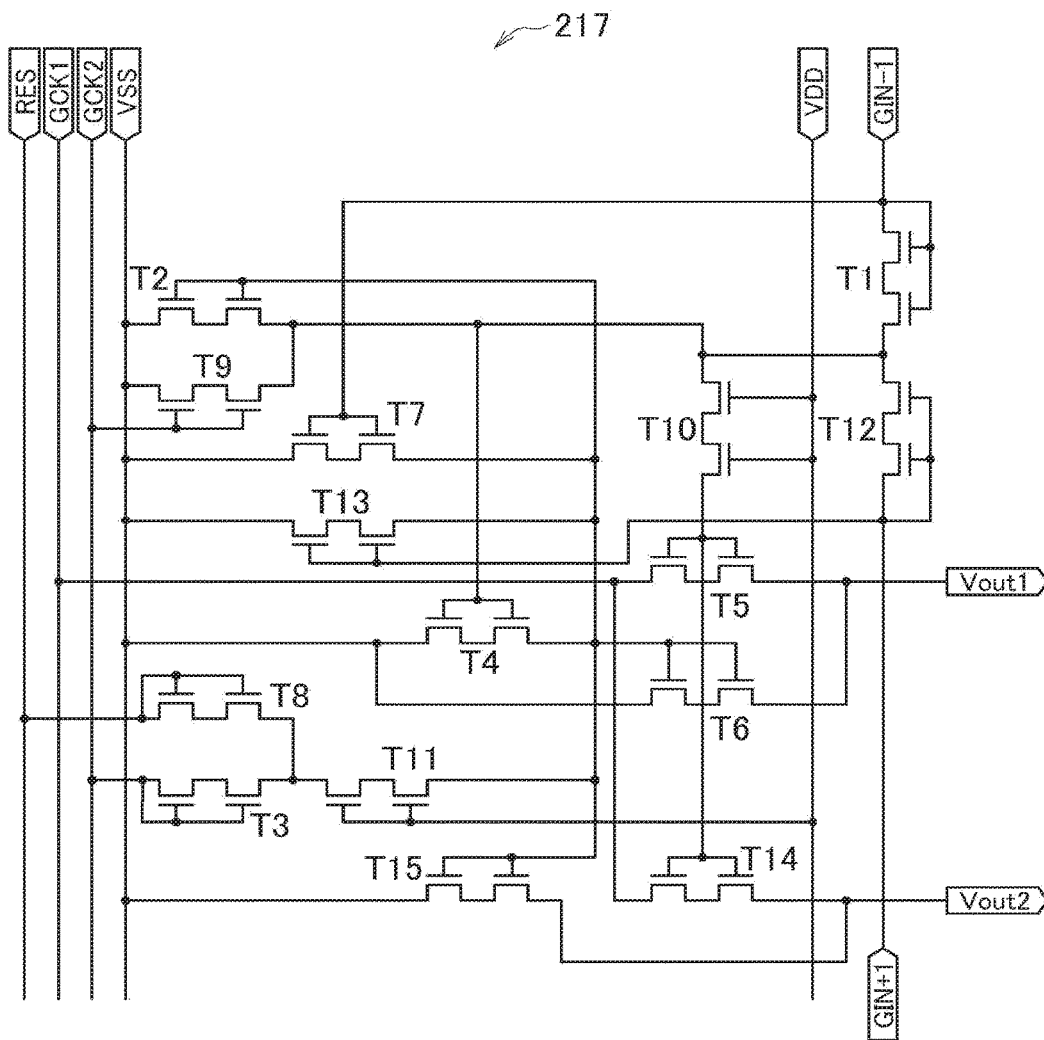 217
RES
GCK1
GCK2
VSS
VDD
GIN−1
T2
T1
T9
T7
T10
T12
T13
T5
Vout1
T4
T8
T6
T11
T3
T15
T14
Vout2
GIN+1